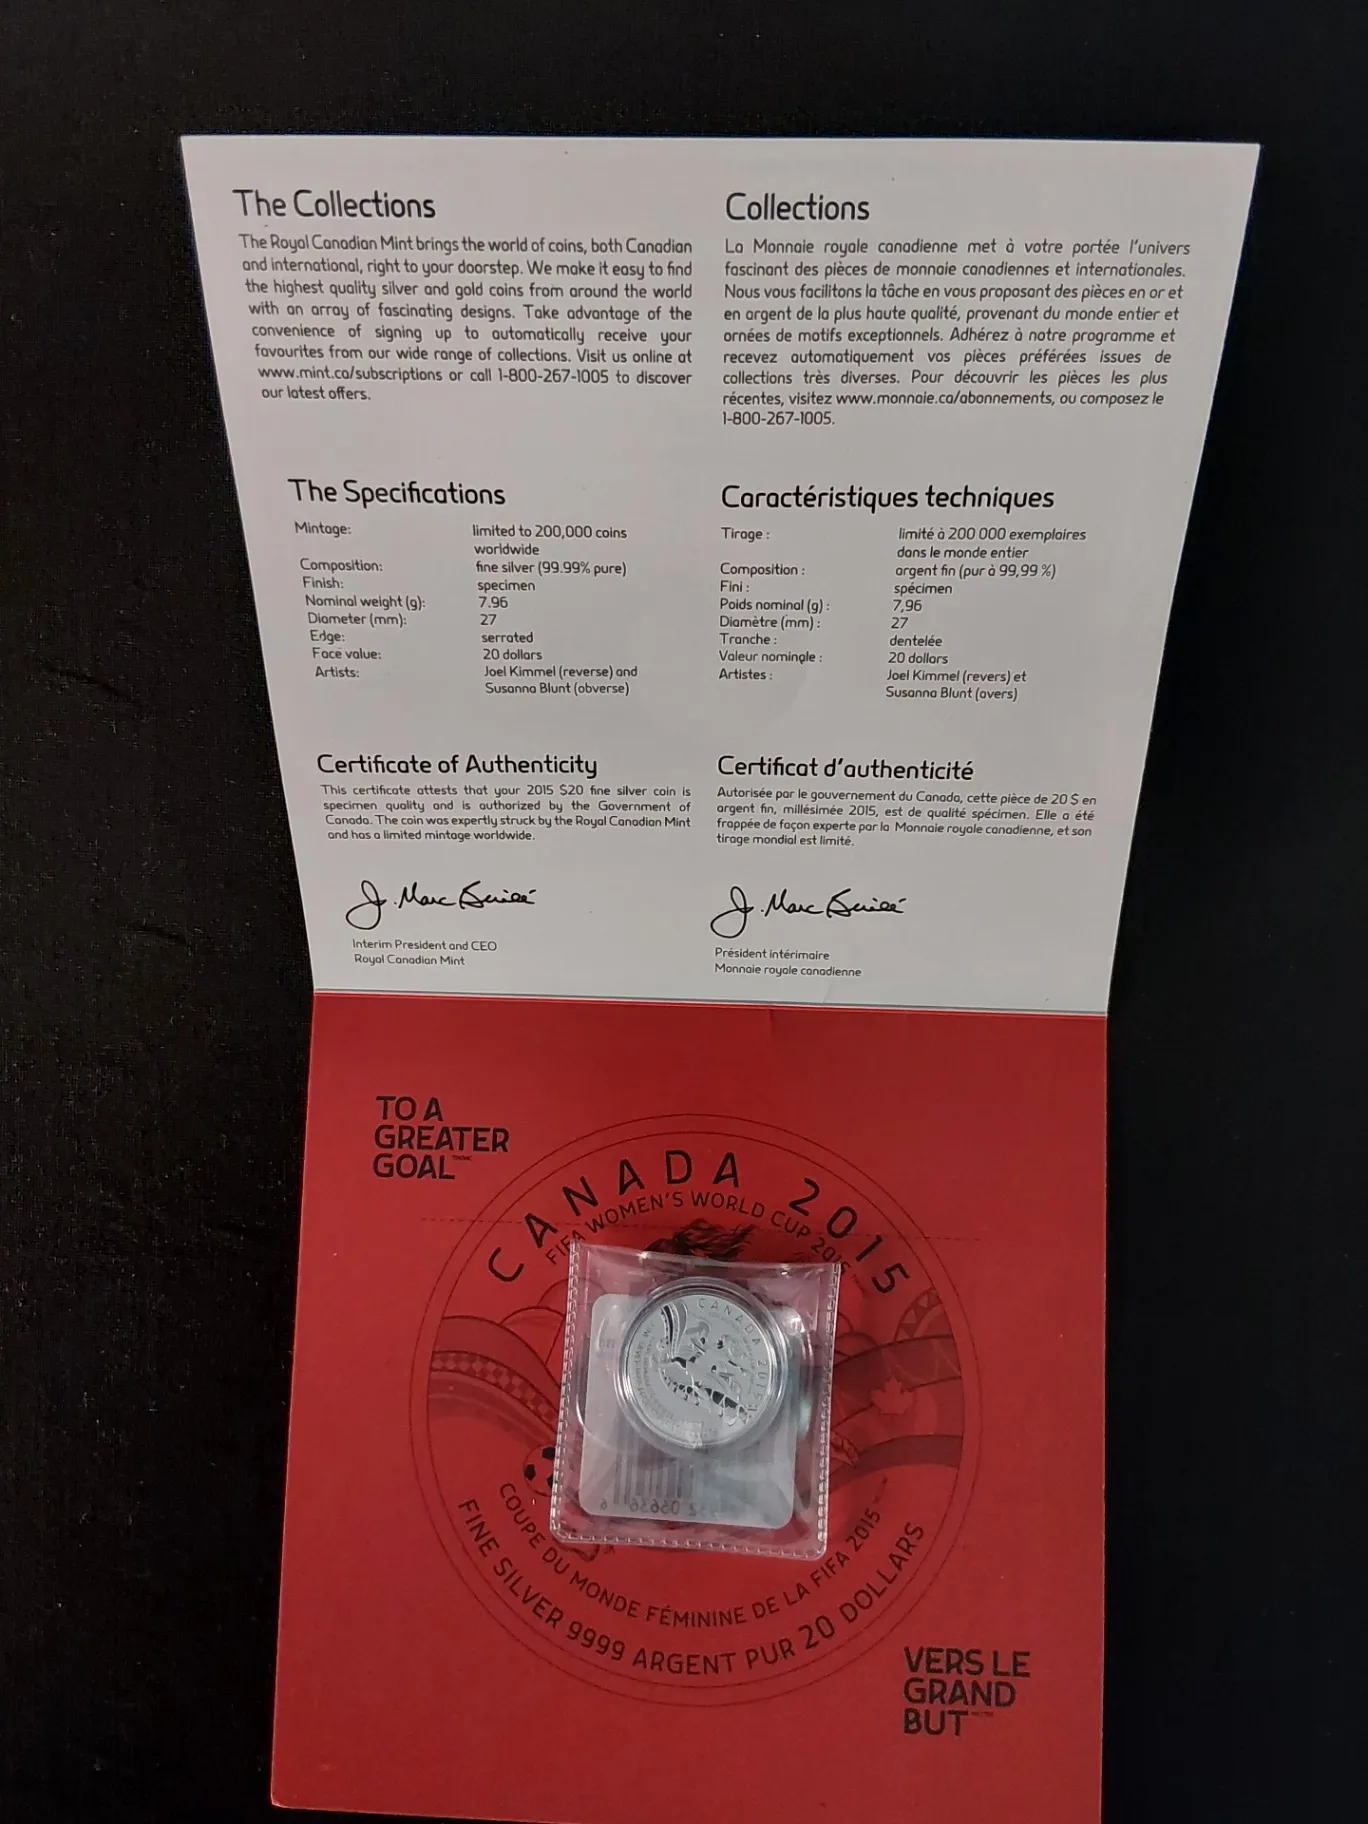 The Collections
The Royal Canadian Mint brings the world of coins, both Canadian
and international, right to your doorstep. We make it easy to find
the highest quality silver and gold coins from around the world
with an array of fascinating designs. Take advantage of the
convenience of signing up to automatically receive your
favourites from our wide range of collections. Visit us online at
www.mint.ca/subscriptions or call 1-800-267-1005 to discover
our latest offers.
Collections
La Monnaie royale canadienne met à votre portée l'univers
fascinant des pièces de monnaie canadiennes et internationales.
Nous vous facilitons la tâche en vous proposant des pièces en or et
en argent de la plus haute qualité, provenant du monde entier et
ornées de motifs exceptionnels. Adhérez à notre programme et
recevez automatiquement vos pièces préférées issues de
collections très diverses. Pour découvrir les pièces les plus
récentes, visitez www.monnaie.ca/abonnements, ou composez le
1-800-267-1005.
The Specifications
Mintage: limited to 200,000 coins
worldwide
Composition: fine silver (99.99% pure)
Finish: specimen
Nominal weight (g): 7.96
Diameter (mm): 27
Edge: serrated
Face value: 20 dollars
Artists: Joel Kimmel (reverse) and
Susanna Blunt (obverse)
Caractéristiques techniques
Tirage : limité à 200 000 exemplaires
dans le monde entier
Composition : argent fin (pur à 99,99 %)
Fini : spécimen
Poids nominal (g) : 7,96
Diamètre (mm) : 27
Tranche : dentelée
Valeur nominale : 20 dollars
Artistes : Joel Kimmel (revers) et
Susanna Blunt (avers)
Certificate of Authenticity
This certificate attests that your 2015 $20 fine silver coin is
specimen quality and is authorized by the Government of
Canada. The coin was expertly struck by the Royal Canadian Mint
and has a limited mintage worldwide.
J. Marc
Interim President and CEO
Royal Canadian Mint
Certificat d'authenticité
Autorisée par le gouvernement du Canada, cette pièce de 20 $ en
argent fin, millésimée 2015, est de qualité spécimen. Elle a été
frappée de façon experte par la Monnaie royale canadienne, et son
tirage mondial est limité.
J. Marc
Président intérimaire
Monnaie royale canadienne
TO A
GREATER
GOAL™
CANADA 2015
FIFA WOMEN'S WORLD CUP 2015
CANADA 2015
COUPE DU MONDE FÉMININE DE LA FIFA 2015
FINE SILVER 9999 ARGENT PUR 20 DOLLARS
VERS LE
GRAND
BUT™